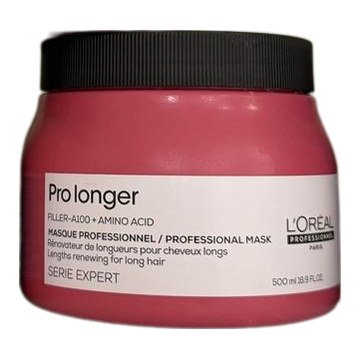 Pro longer
FILLER-A100 + AMINO ACID
MASQUE PROFESSIONNEL / PROFESSIONAL MASK
Rénovateur de longueurs pour cheveux longs
Lengths renewing for long hair
SERIE EXPERT
L'ORÉAL
PROFESSIONNEL
PARIS
500 ml 16.9 FL.OZ.